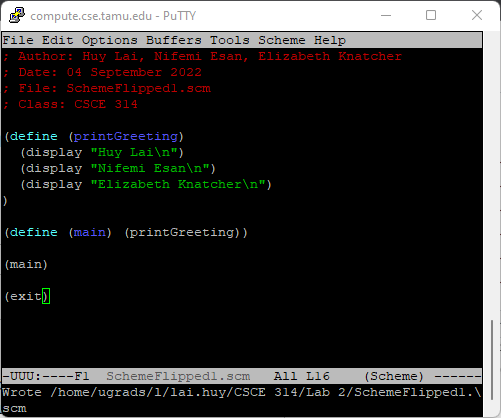 compute.cse.tamu.edu - PuTTY
File Edit Options Buffers Tools Scheme Help
; Author: Huy Lai, Nifemi Esan, Elizabeth Knatcher
; Date: 04 September 2022
; File: SchemeFlipped1.scm
; Class: CSCE 314
(define (printGreeting)
(display "Huy Lai\n")
(display "Nifemi Esan\n")
(display "Elizabeth Knatcher\n")
)
(define (main) (printGreeting))
(main)
(exit)
-UUU:----F1  SchemeFlipped1.scm   All L16    (Scheme) ------
Wrote /home/ugrads/l/lai.huy/CSCE 314/Lab 2/SchemeFlipped1.\
scm